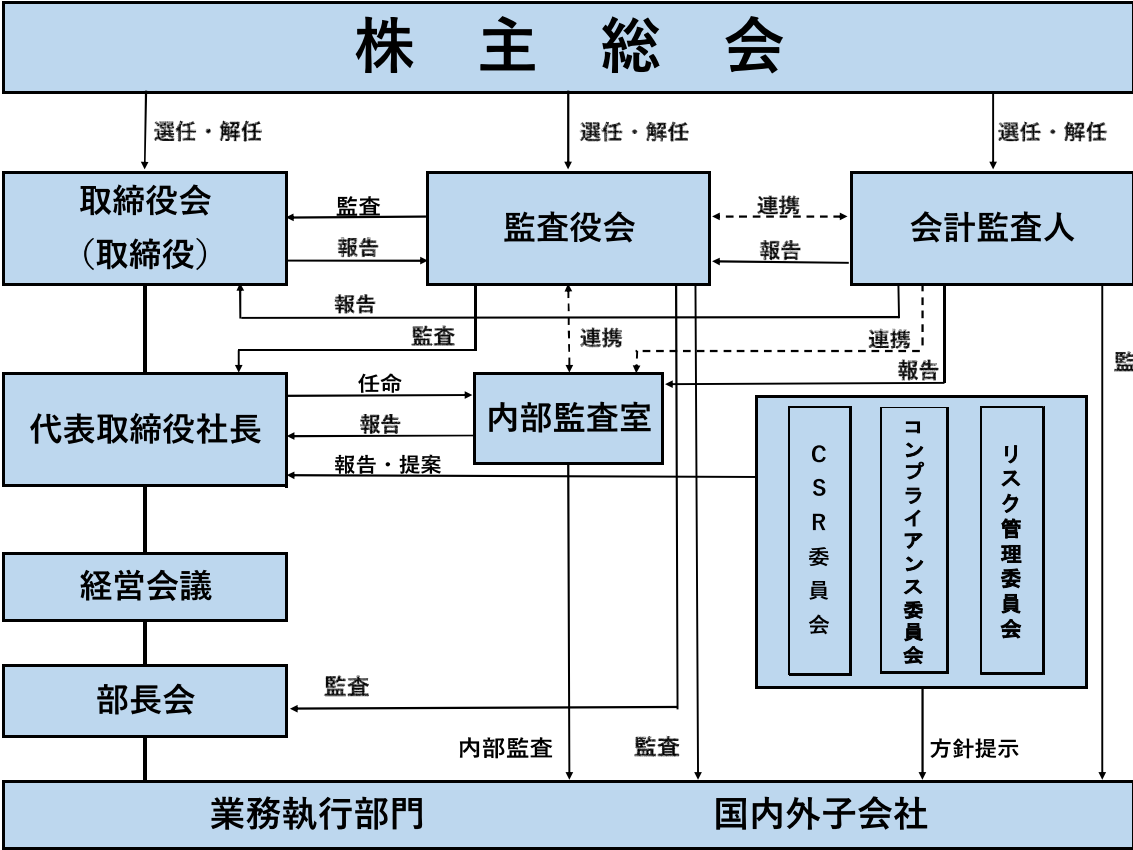 株主総会
選任・解任
選任・解任
選任・解任
取締役会
（取締役）
監査
報告
監査役会
連携
報告
会計監査人
報告
監査
連携
連携
報告
監
代表取締役社長
任命
報告
報告・提案
内部監査室
CSR委員会
コンプライアンス委員会
リスク管理委員会
経営会議
部長会
監査
内部監査
監査
方針提示
業務執行部門
国内外子会社